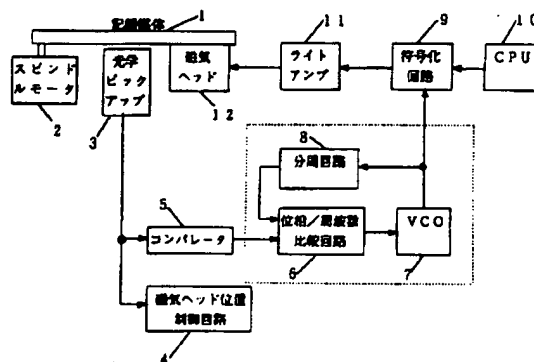 記録媒体
1
11
9
10
スピンド
ルモータ
2
光学
ピック
アップ
3
磁気
ヘッド
12
ライト
アンプ
符号化
回路
CPU
8
分周回路
5
コンパレータ
位相/周波数
比較回路
6
VCO
7
磁気ヘッド位置
制御回路
4